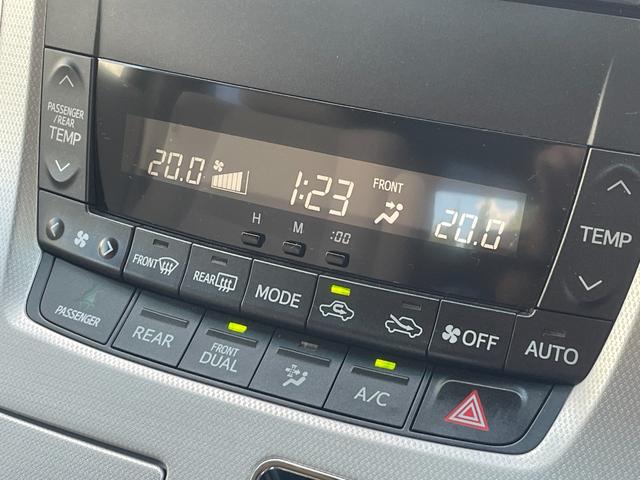 PASSENGER
/REAR
TEMP
20.0
1:23
FRONT
20.0
H
M
:00
TEMP
FRONT
REAR
MODE
OFF
AUTO
PASSENGER
REAR
FRONT
DUAL
A/C